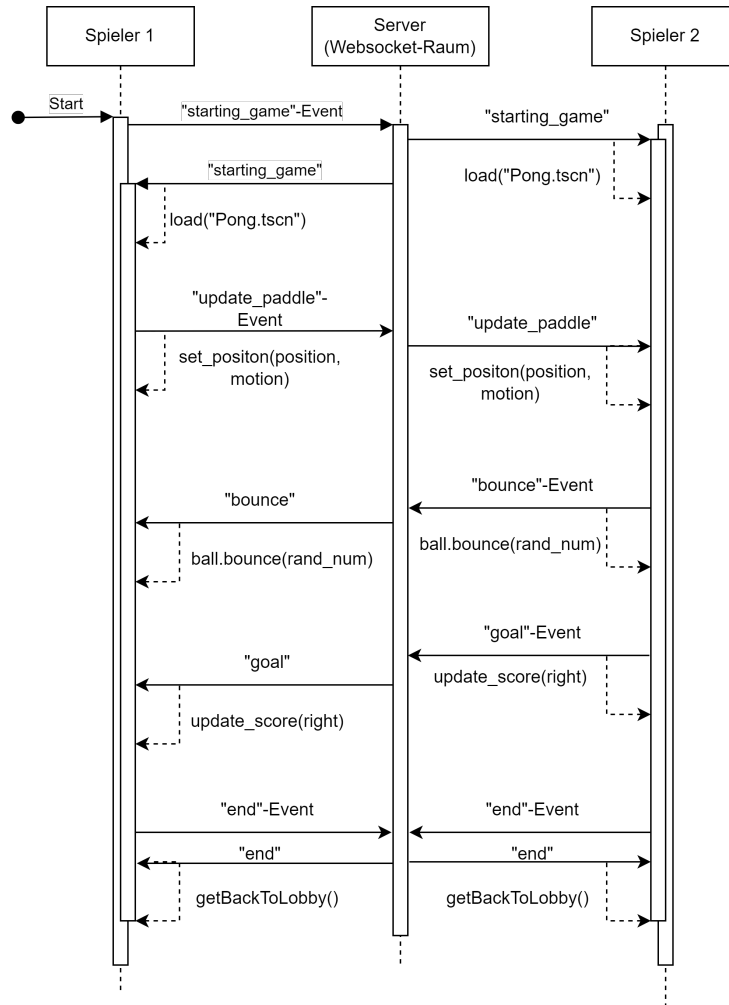 Spieler 1
Server
(Websocket-Raum)
Spieler 2
Start
"starting_game"-Event
"starting_game"
"starting_game"
load("Pong.tscn")
load("Pong.tscn")
"update_paddle"-
Event
"update_paddle"
set_positon(position,
motion)
set_positon(position,
motion)
"bounce"-Event
"bounce"
ball.bounce(rand_num)
ball.bounce(rand_num)
"goal"-Event
"goal"
update_score(right)
update_score(right)
"end"-Event
"end"-Event
"end"
"end"
getBackToLobby()
getBackToLobby()